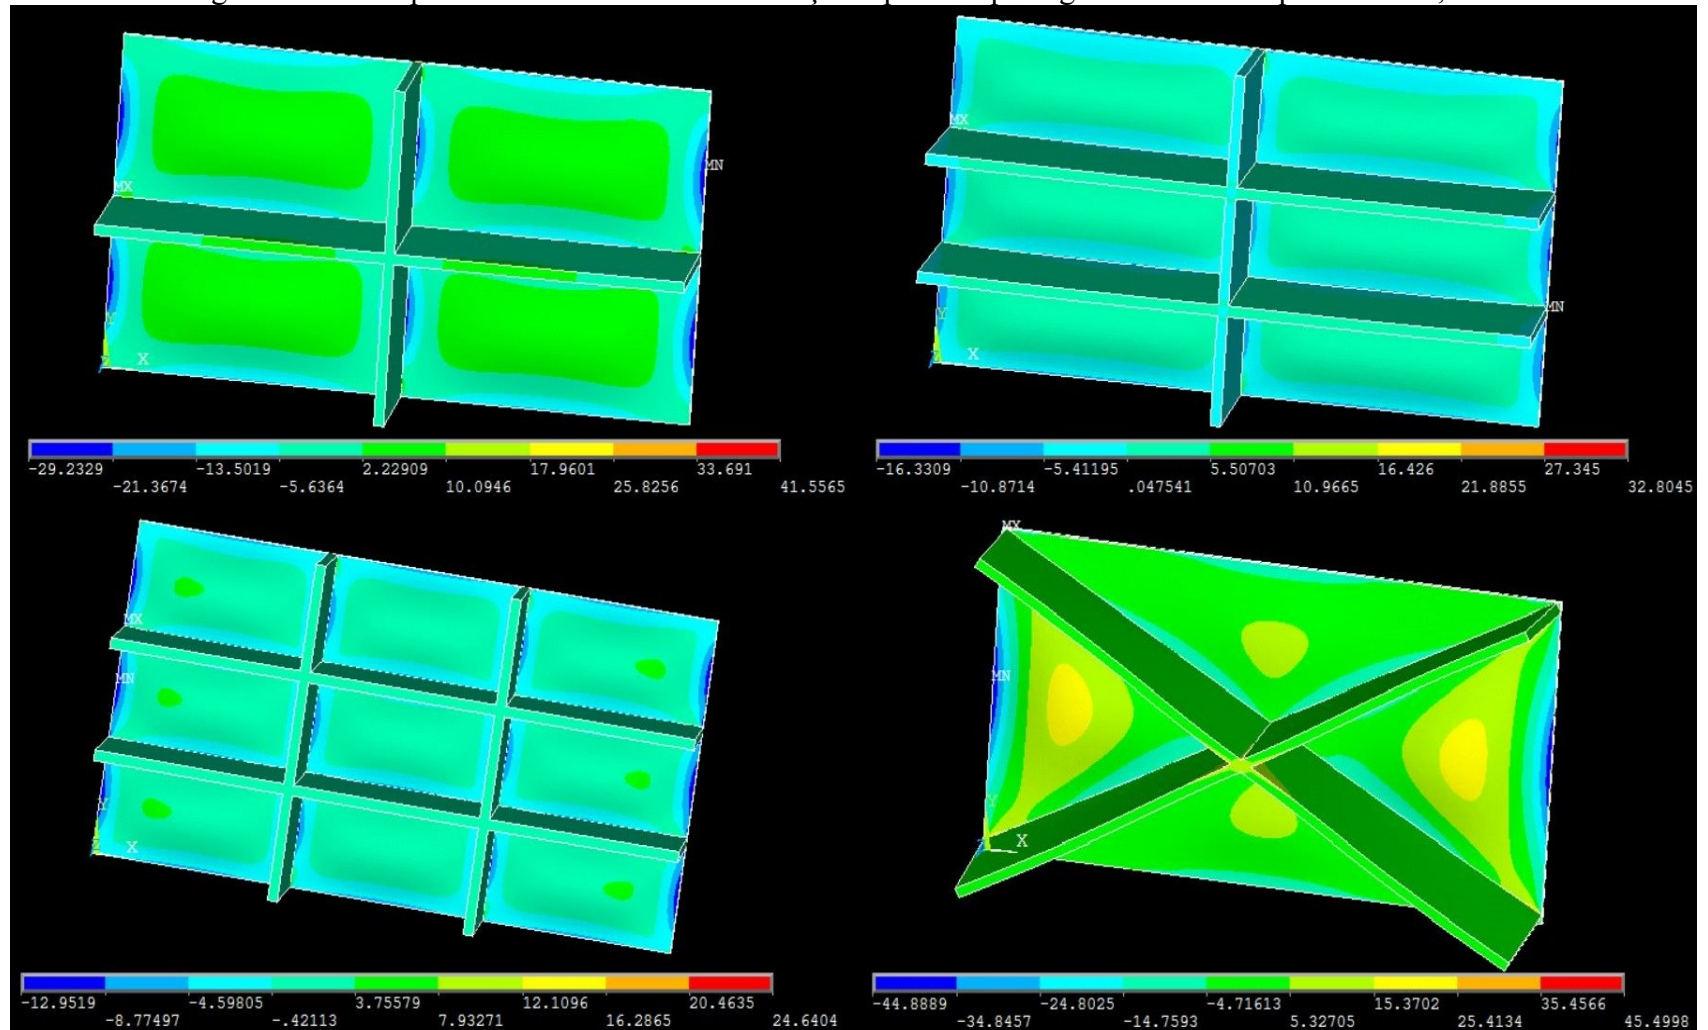 MX
MN
Y
X
-29.2329 -13.5019 2.22909 17.9601 33.691
-21.3674 -5.6364 10.0946 25.8256 41.5565
MX
MN
Y
X
-16.3309 -5.41195 5.50703 16.426 27.345
-10.8714 .047541 10.9665 21.8855 32.8045
MX
MN
Y
X
-12.9519 -4.59805 3.75579 12.1096 20.4635
-8.77497 -.42113 7.93271 16.2865 24.6404
MX
MN
Y
X
-44.8889 -24.8025 -4.71613 15.3702 35.4566
-34.8457 -14.7593 5.32705 25.4134 45.4998